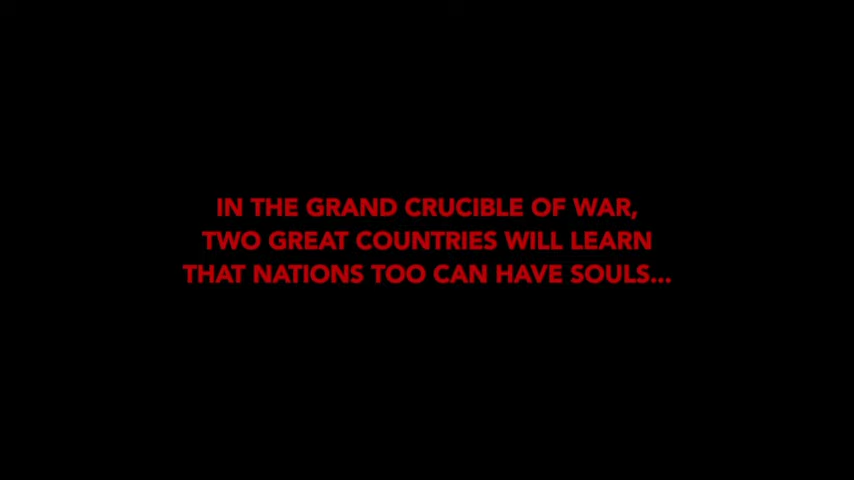 IN THE GRAND CRUCIBLE OF WAR,
TWO GREAT COUNTRIES WILL LEARN
THAT NATIONS TOO CAN HAVE SOULS...